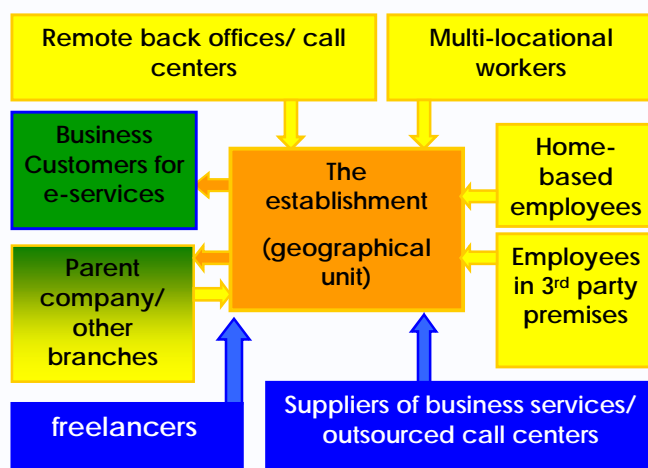 Remote back offices/ call
centers
Multi-locational
workers
Business
Customers for
e-services
The
establishment
(geographical
unit)
Home-
based
employees
Parent
company/
other
branches
Employees
in 3rd party
premises
freelancers
Suppliers of business services/
outsourced call centers